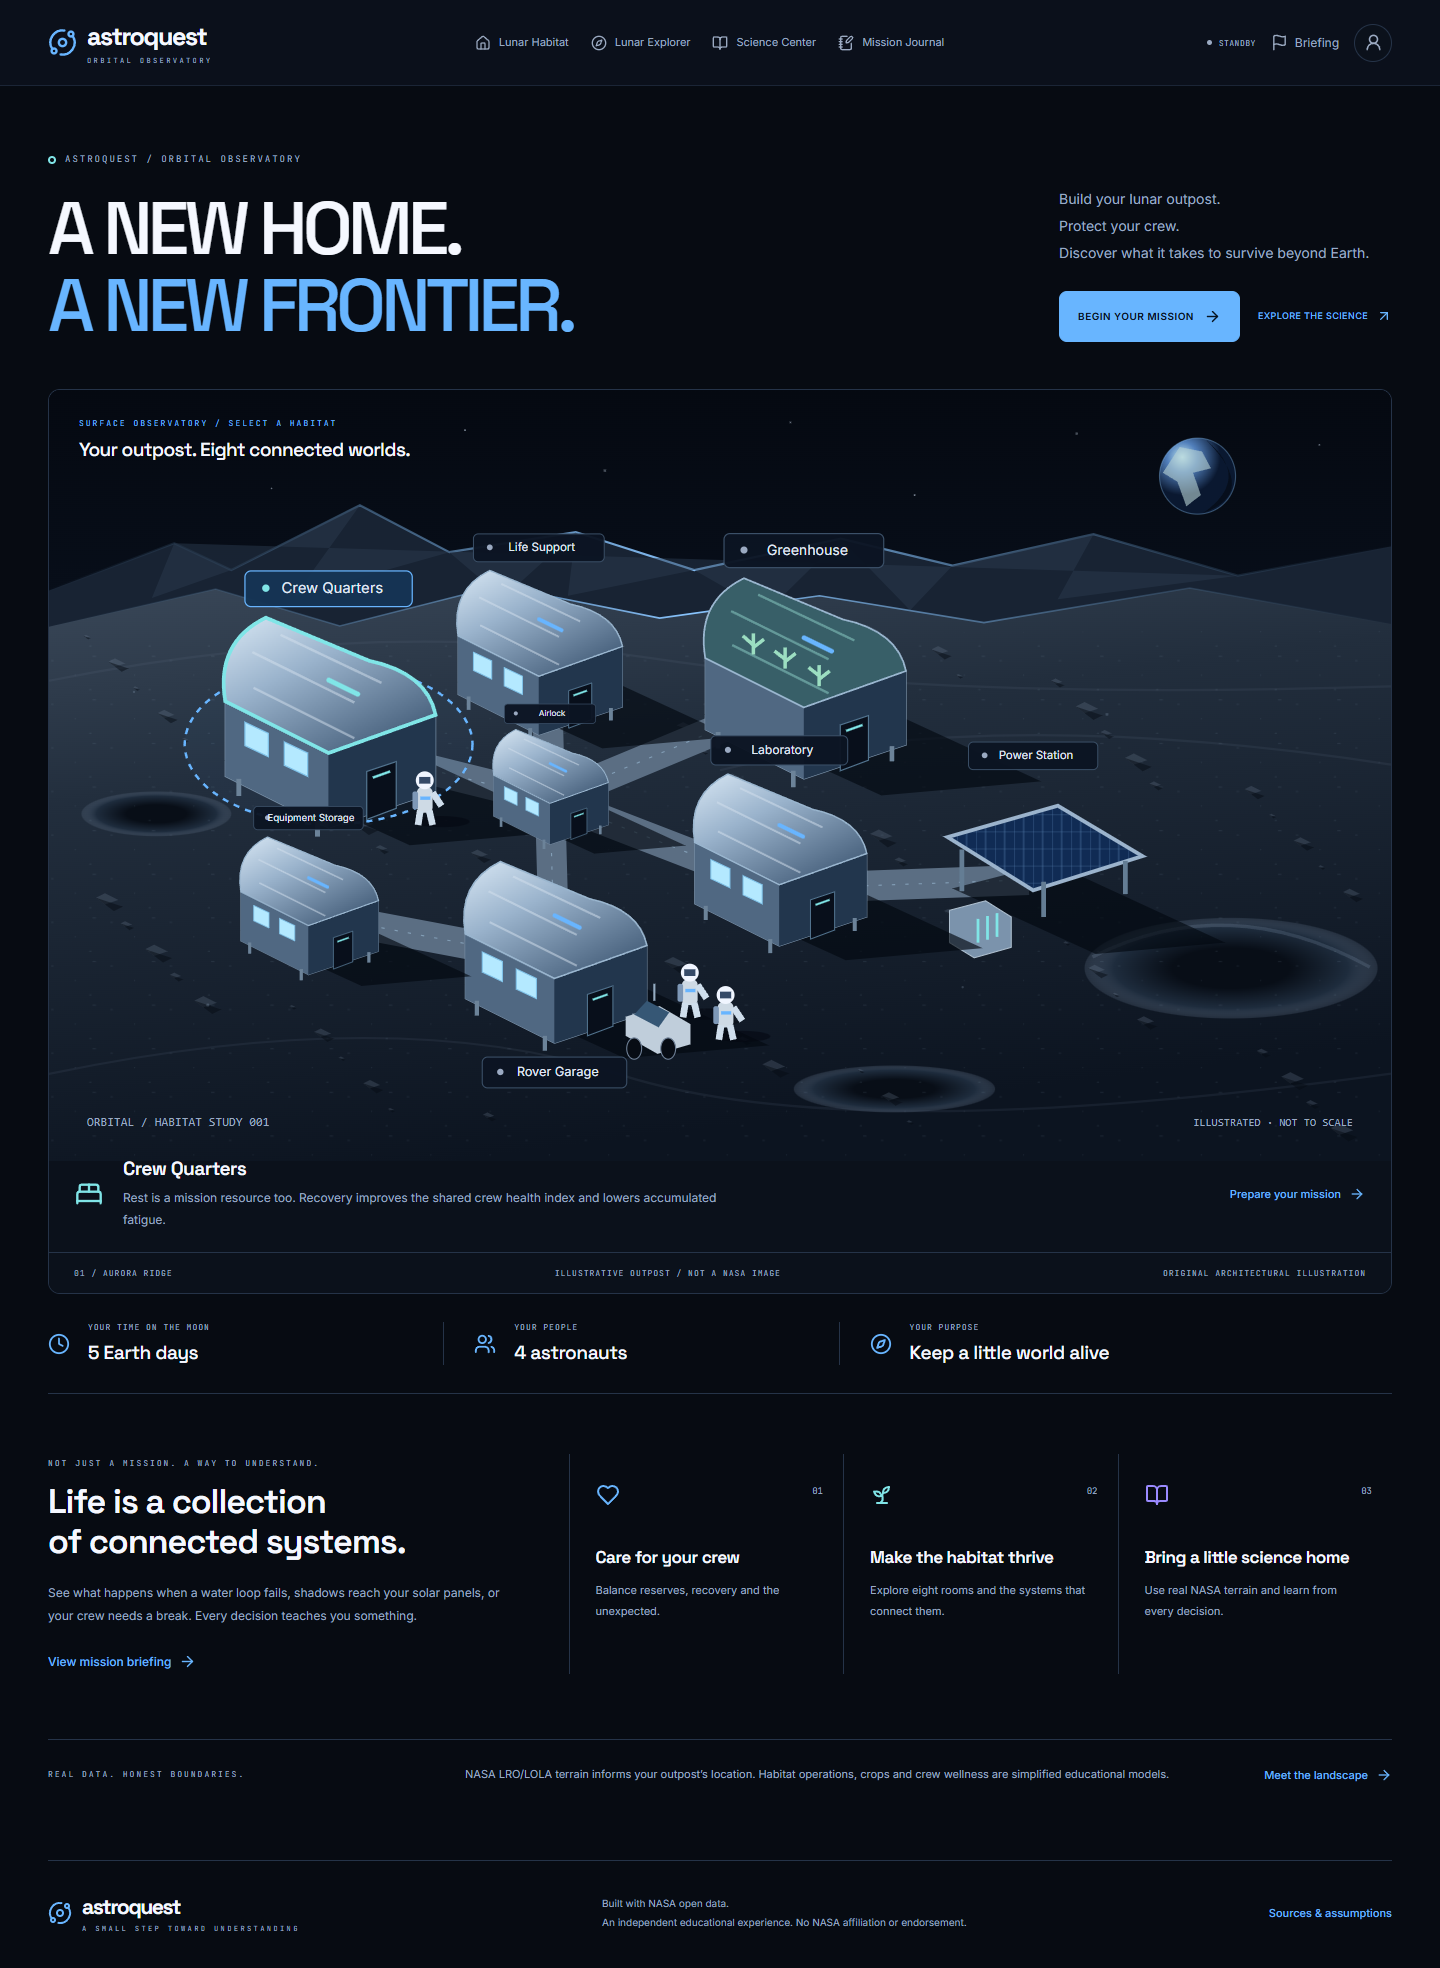 astroquest
ORBITAL OBSERVATORY
Lunar Habitat
Lunar Explorer
Science Center
Mission Journal
STANDBY
Briefing
ASTROQUEST / ORBITAL OBSERVATORY
A NEW HOME.
A NEW FRONTIER.
Build your lunar outpost.
Protect your crew.
Discover what it takes to survive beyond Earth.
BEGIN YOUR MISSION
EXPLORE THE SCIENCE
SURFACE OBSERVATORY / SELECT A HABITAT
Your outpost. Eight connected worlds.
Life Support
Greenhouse
Crew Quarters
Airlock
Laboratory
Power Station
Equipment Storage
Rover Garage
ORBITAL / HABITAT STUDY 001
ILLUSTRATED · NOT TO SCALE
Crew Quarters
Rest is a mission resource too. Recovery improves the shared crew health index and lowers accumulated
fatigue.
Prepare your mission
01 / AURORA RIDGE
ILLUSTRATIVE OUTPOST / NOT A NASA IMAGE
ORIGINAL ARCHITECTURAL ILLUSTRATION
YOUR TIME ON THE MOON
5 Earth days
YOUR PEOPLE
4 astronauts
YOUR PURPOSE
Keep a little world alive
NOT JUST A MISSION. A WAY TO UNDERSTAND.
Life is a collection
of connected systems.
See what happens when a water loop fails, shadows reach your solar panels, or
your crew needs a break. Every decision teaches you something.
View mission briefing
01
Care for your crew
Balance reserves, recovery and the
unexpected.
02
Make the habitat thrive
Explore eight rooms and the systems that
connect them.
03
Bring a little science home
Use real NASA terrain and learn from
every decision.
REAL DATA. HONEST BOUNDARIES.
NASA LRO/LOLA terrain informs your outpost's location. Habitat operations, crops and crew wellness are simplified educational models.
Meet the landscape
astroquest
A SMALL STEP TOWARD UNDERSTANDING
Built with NASA open data.
An independent educational experience. No NASA affiliation or endorsement.
Sources & assumptions